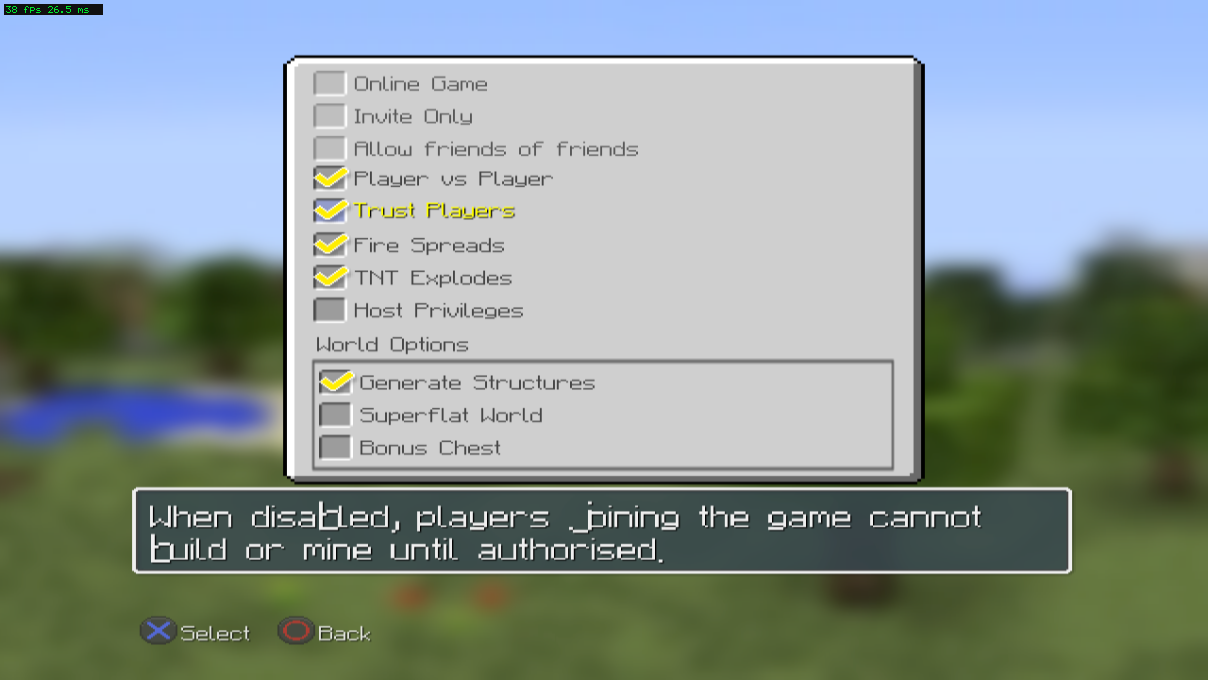 38 fps 26.5 ms
Online Game
Invite Only
Allow friends of friends
Player vs Player
Trust Players
Fire Spreads
TNT Explodes
Host Privileges
World Options
Generate Structures
Superflat World
Bonus Chest
When disabled, players joining the game cannot
build or mine until authorised.
Select Back